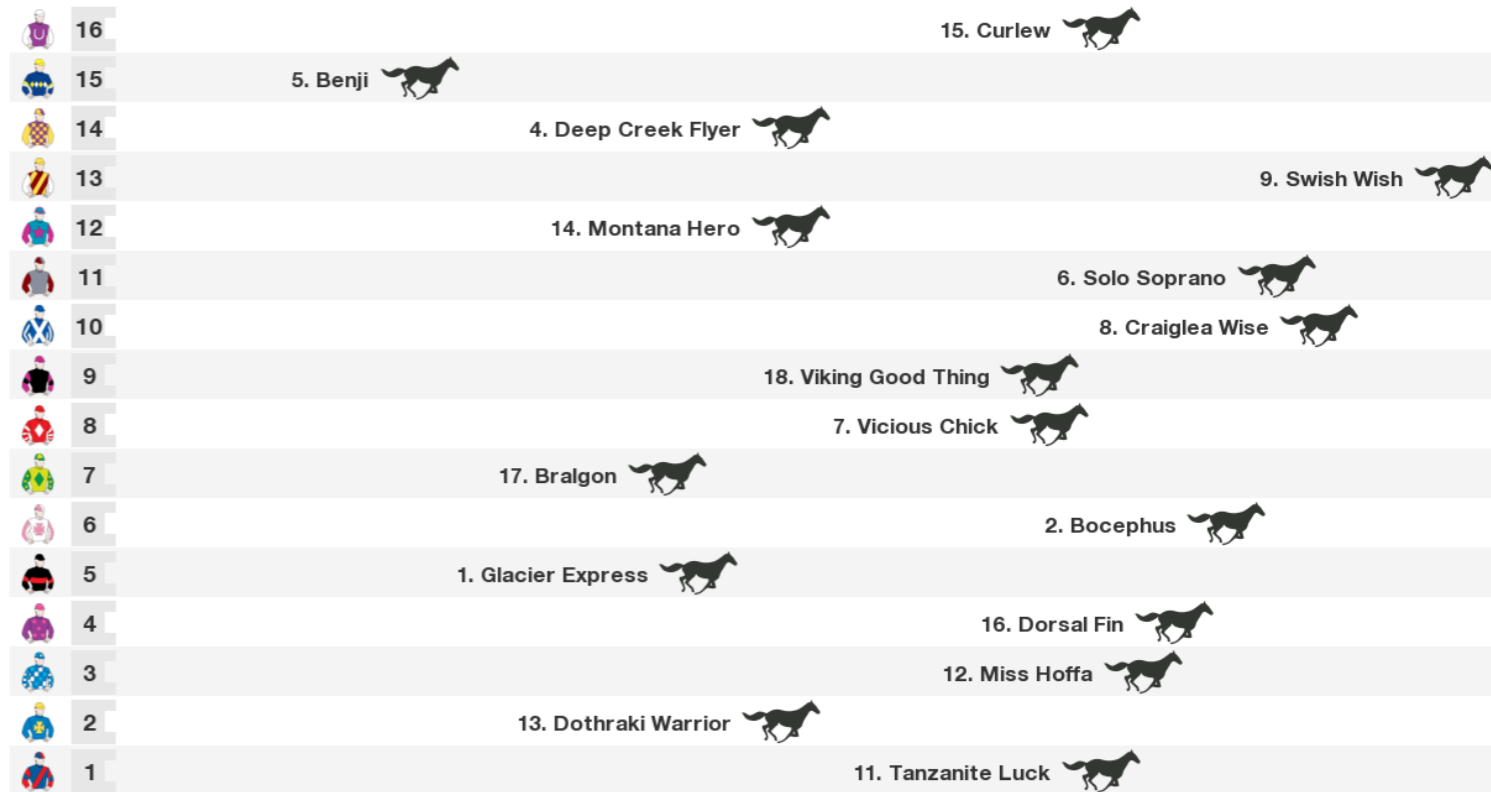 16 15. Curlew
15 5. Benji
14 4. Deep Creek Flyer
13 9. Swish Wish
12 14. Montana Hero
11 6. Solo Soprano
10 8. Craiglea Wise
9 18. Viking Good Thing
8 7. Vicious Chick
7 17. Bralgon
6 2. Bocephus
5 1. Glacier Express
4 16. Dorsal Fin
3 12. Miss Hoffa
2 13. Dothraki Warrior
1 11. Tanzanite Luck